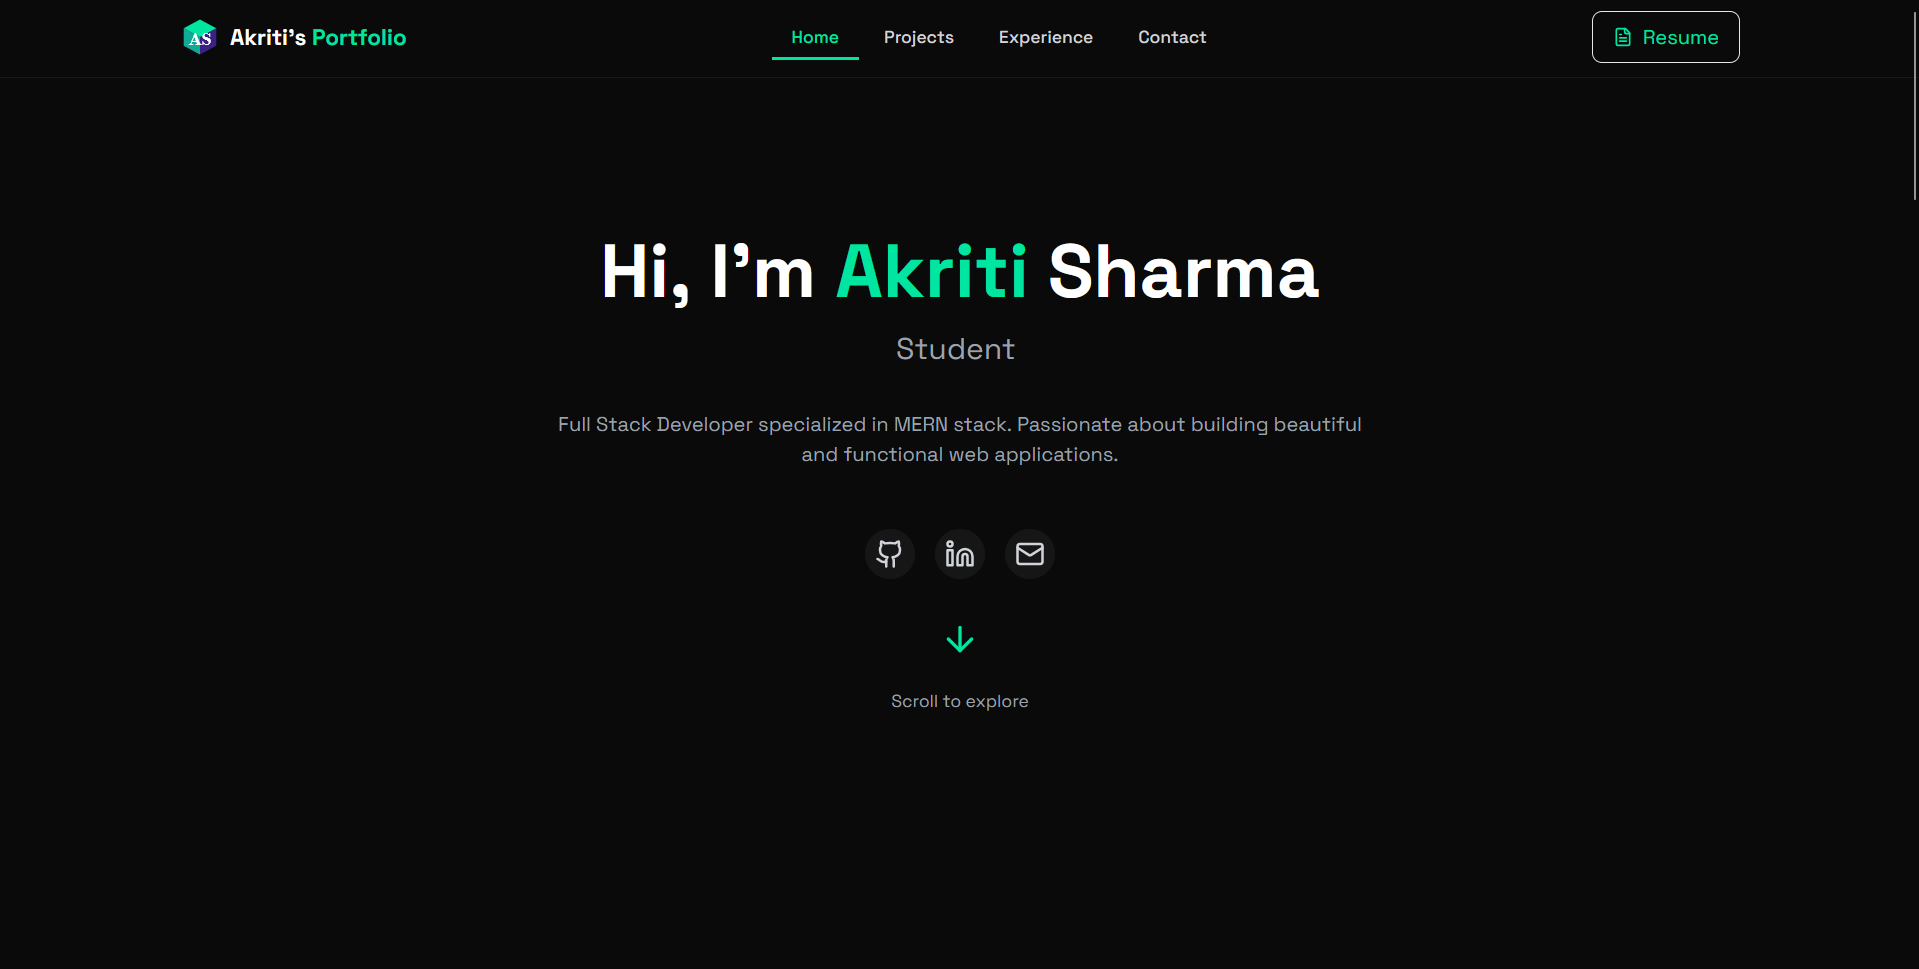 AS Akriti's Portfolio
Home Projects Experience Contact
Resume
Hi, I'm Akriti Sharma
Student
Full Stack Developer specialized in MERN stack. Passionate about building beautiful
and functional web applications.
Scroll to explore